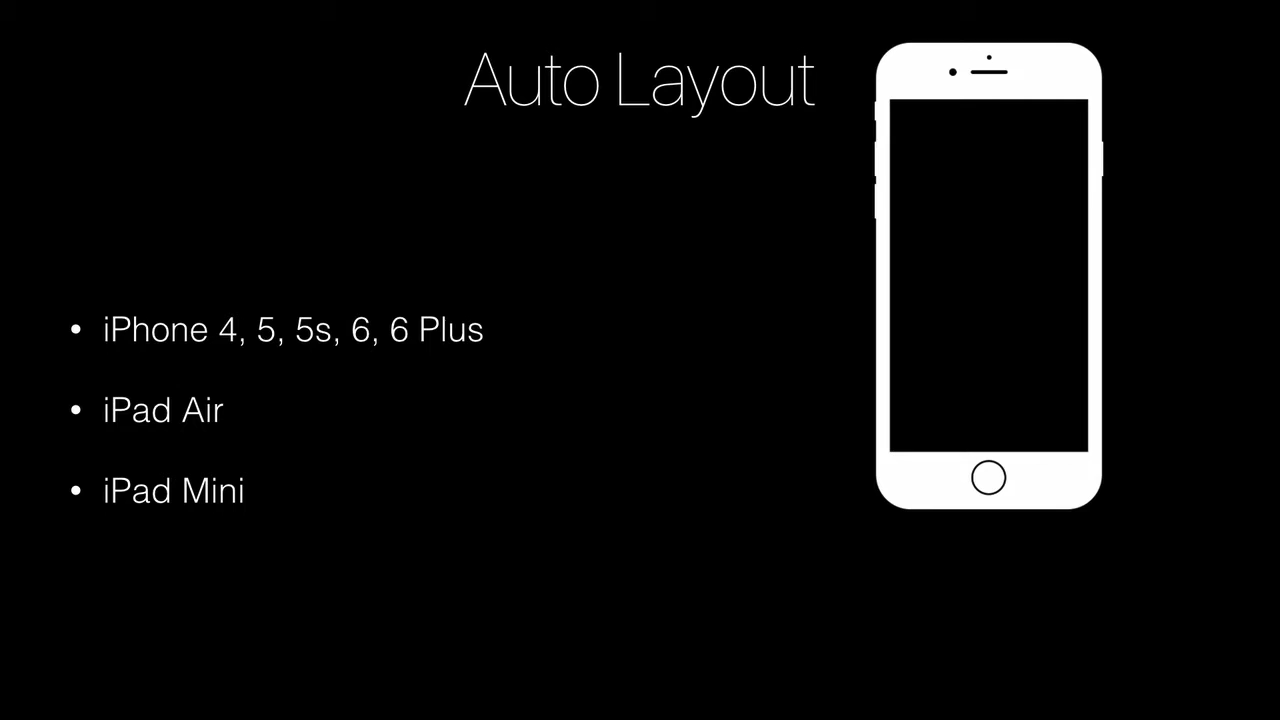 Auto Layout
• iPhone 4, 5, 5s, 6, 6 Plus
• iPad Air
• iPad Mini